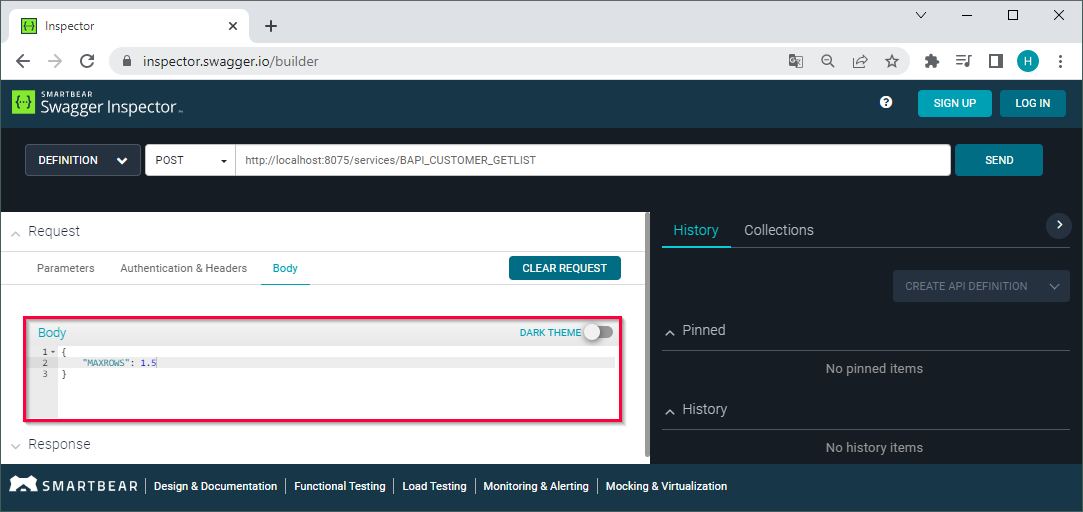 Inspector
inspector.swagger.io/builder
H
SMARTBEAR
Swagger Inspector™
?
SIGN UP
LOG IN
DEFINITION
POST
http://localhost:8075/services/BAPI_CUSTOMER_GETLIST
SEND
Request
Parameters
Authentication & Headers
Body
CLEAR REQUEST
Body
DARK THEME
1 {
2 "MAXROWS": 1.5
3 }
Response
History
Collections
CREATE API DEFINITION
Pinned
No pinned items
History
No history items
SMARTBEAR
Design & Documentation
Functional Testing
Load Testing
Monitoring & Alerting
Mocking & Virtualization